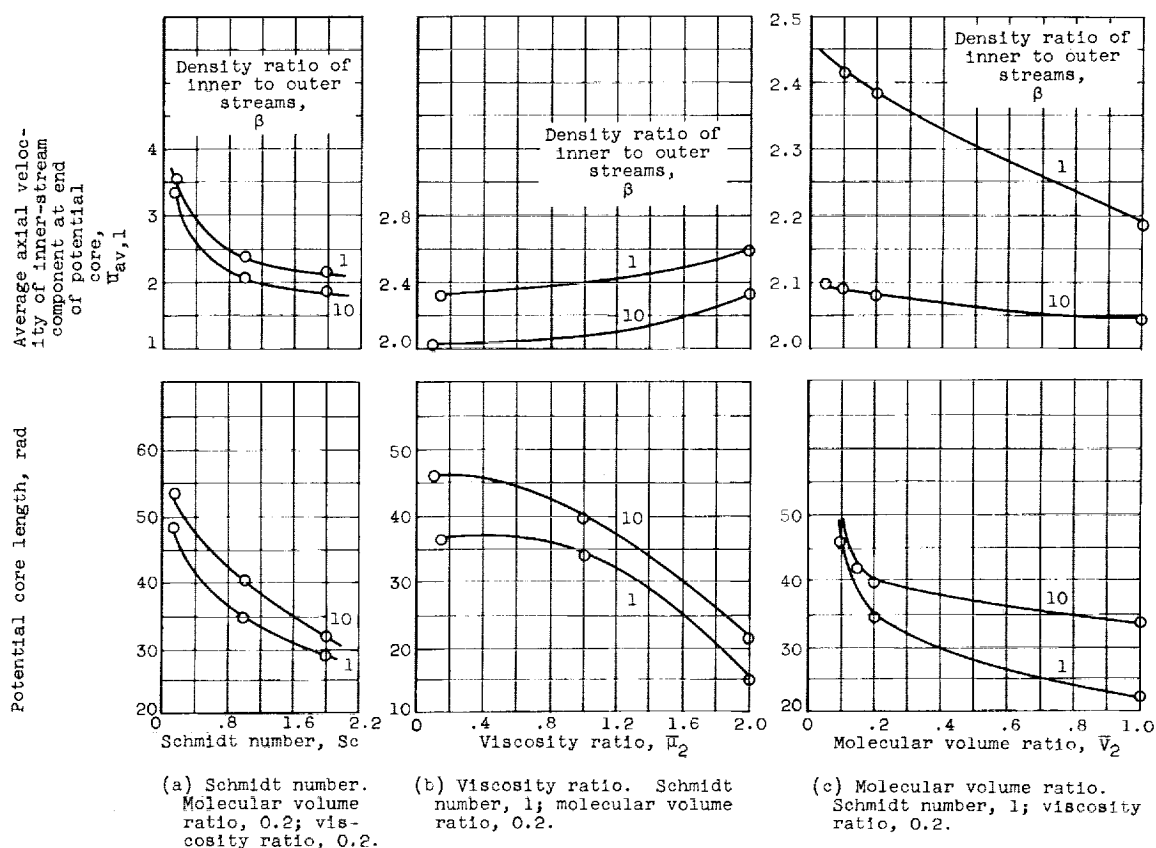 Average axial veloc-
ity of inner-stream
component at end
of potential
core,
u̅av,1
Density ratio of
inner to outer
streams,
β
4
3
2
1
1
10
Density ratio of
inner to outer
streams,
β
2.8
2.4
2.0
1
10
2.5
2.4
2.3
2.2
2.1
2.0
Density ratio of
inner to outer
streams,
β
1
10
Potential core length, rad
60
50
40
30
20
10
1
0 .6 1.2 1.8 2.2
Schmidt number, Sc
50
40
30
20
10
10
1
0 .4 .8 1.2 1.6 2.0
Viscosity ratio, μ̅2
50
40
30
20
10
1
0 .2 .4 .6 .8 1.0
Molecular volume ratio, V̅2
(a) Schmidt number.
Molecular volume
ratio, 0.2; vis-
cosity ratio, 0.2.
(b) Viscosity ratio. Schmidt
number, 1; molecular volume
ratio, 0.2.
(c) Molecular volume ratio.
Schmidt number, 1; viscosity
ratio, 0.2.